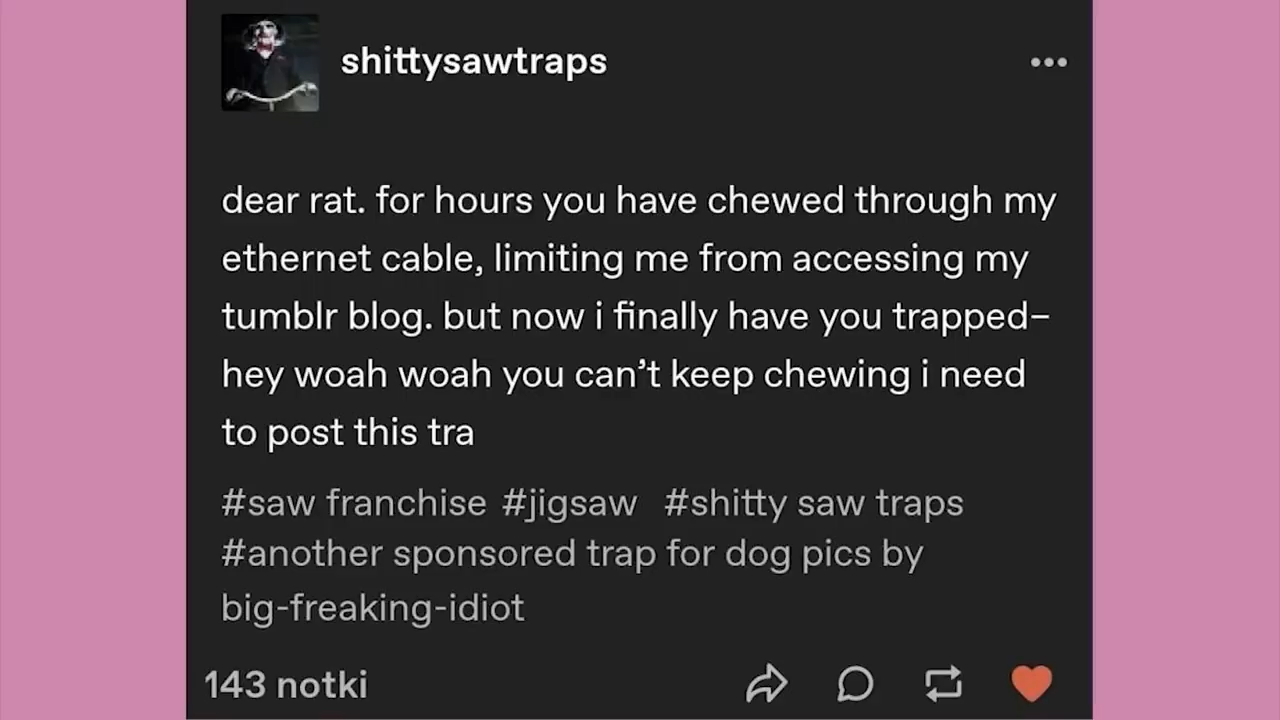 shittysawtraps
dear rat. for hours you have chewed through my
ethernet cable, limiting me from accessing my
tumblr blog. but now i finally have you trapped–
hey woah woah you can’t keep chewing i need
to post this tra
#saw franchise #jigsaw #shitty saw traps
#another sponsored trap for dog pics by
big-freaking-idiot
143 notki